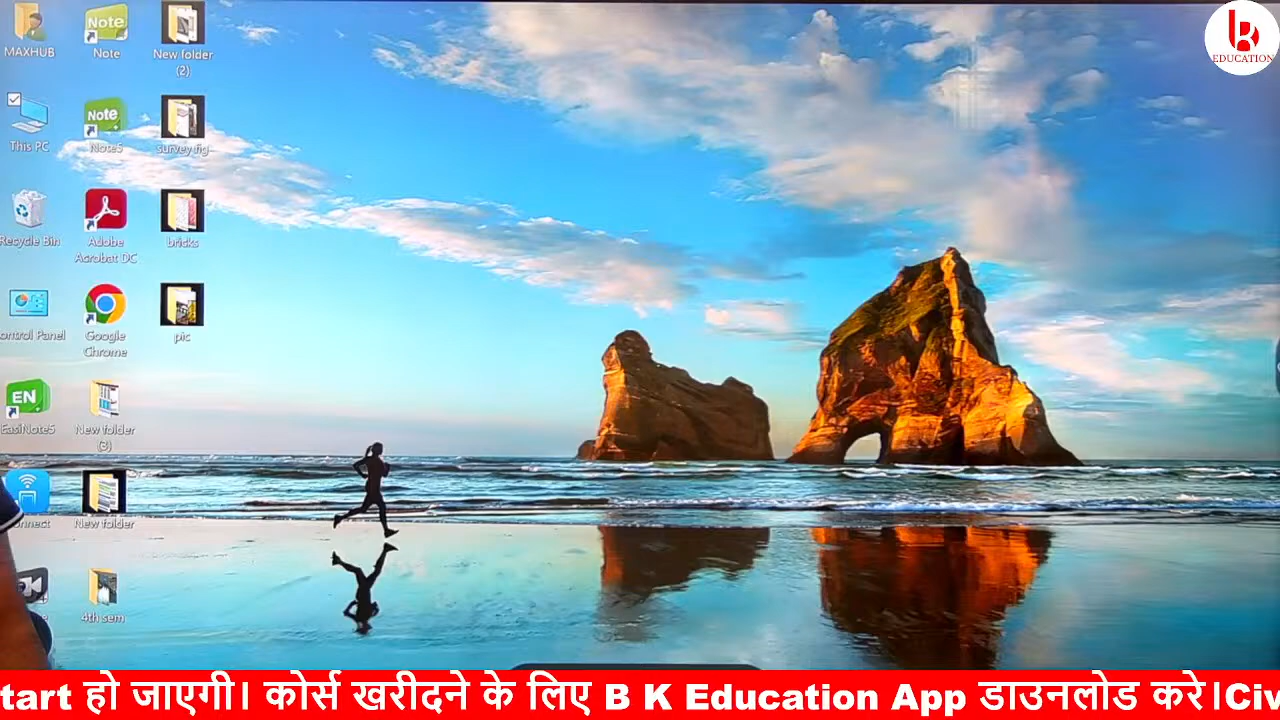 MAXHUB
Note
Note
New folder
(2)
This PC
Note
Note5
survey fig
Recycle Bin
Adobe
Acrobat DC
bricks
ontrol Panel
Google
Chrome
pic
EN
EasiNote5
New folder
(3)
onnect
New folder
4th sem
EDUCATION
tart हो जाएगी। कोर्स खरीदने के लिए B K Education App डाउनलोड करे।Civ